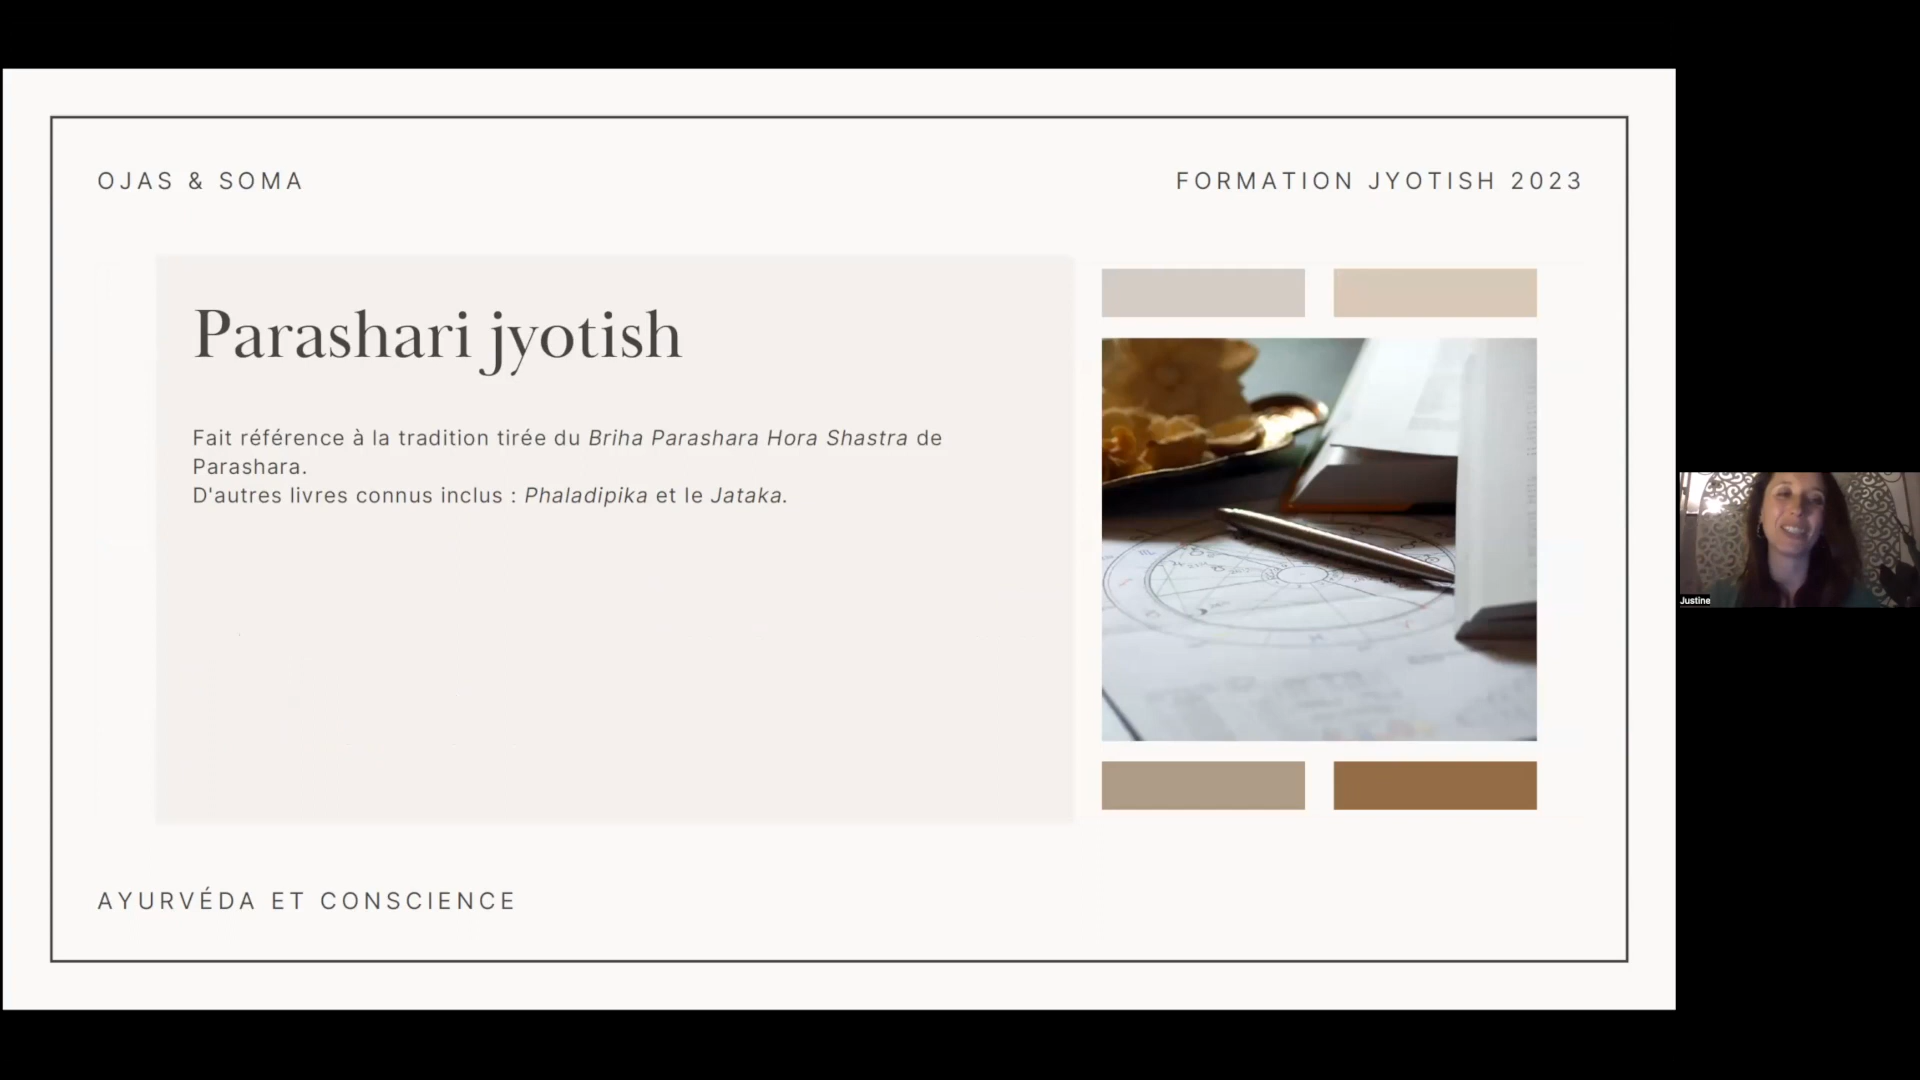 OJAS & SOMA
FORMATION JYOTISH 2023
Parashari jyotish
Fait référence à la tradition tirée du Briha Parashara Hora Shastra de
Parashara.
D'autres livres connus inclus : Phaladipika et le Jataka.
AYURVÉDA ET CONSCIENCE
Justine